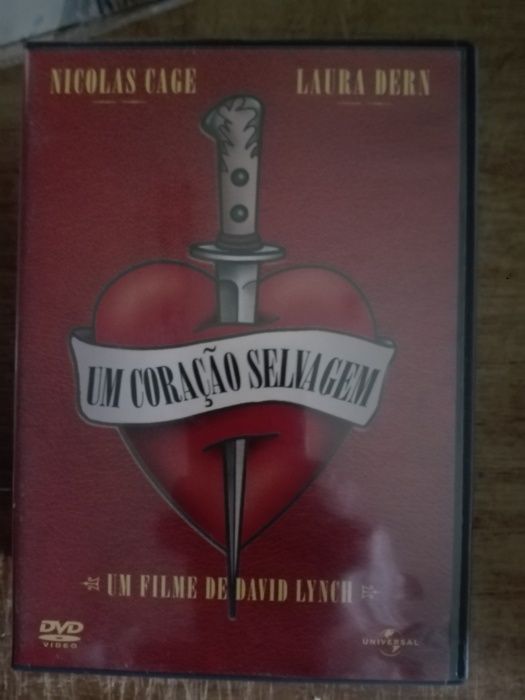 NICOLAS CAGE LAURA DERN
UM CORAÇÃO SELVAGEM
UM FILME DE DAVID LYNCH
DVD
VIDEO
UNIVERSAL